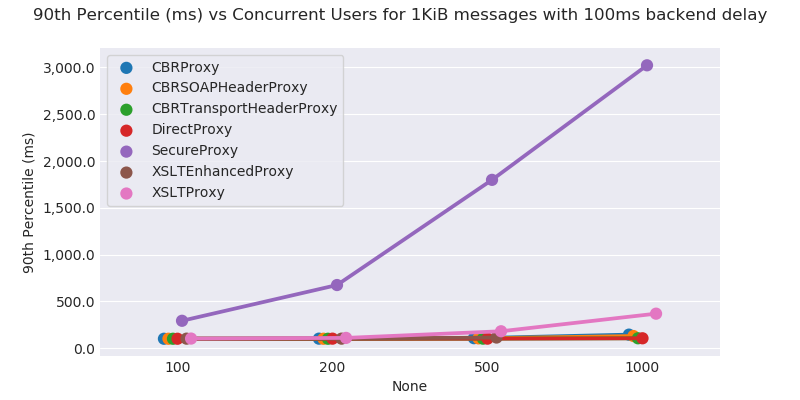 90th Percentile (ms) vs Concurrent Users for 1KiB messages with 100ms backend delay
3,000.0
2,500.0
2,000.0
1,500.0
1,000.0
500.0
0.0
90th Percentile (ms)
CBRProxy
CBRSOAPHeaderProxy
CBRTransportHeaderProxy
DirectProxy
SecureProxy
XSLTEnhancedProxy
XSLTProxy
100 200 500 1000
None